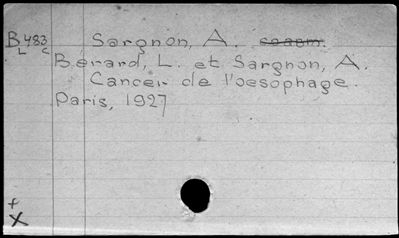 B483 Sargnon, A.
L C
Bérard, L. et Sargnon, A.
Cancer de l'oesophage.
Paris, 1927
+
X